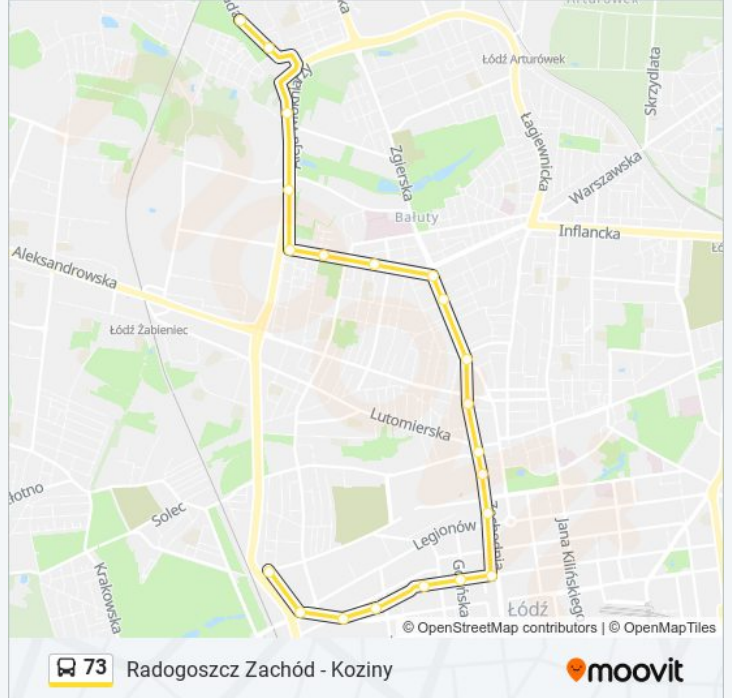 Arturówek
Łódź Arturówek
Skrzydlata
Łagiewnicka
Zgierska
Warszawska
Bałuty
Inflancka
Aleksandrowska
Łódź Żabieniec
Lutomierska
Solec
Legionów
Zachodnia
Jana Kilińskiego
Krakowska
Łódź
© OpenStreetMap contributors | © OpenMapTiles
73 Radogoszcz Zachód - Koziny
moovit